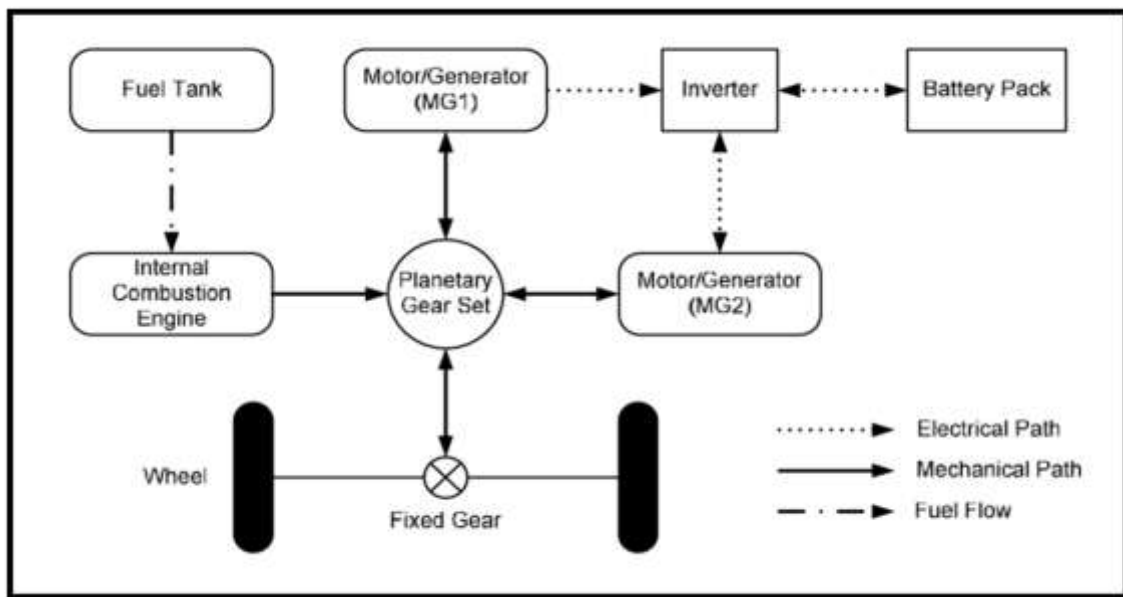 Fuel Tank
Motor/Generator
(MG1)
Inverter
Battery Pack
Internal
Combustion
Engine
Planetary
Gear Set
Motor/Generator
(MG2)
Wheel
Fixed Gear
Electrical Path
Mechanical Path
Fuel Flow